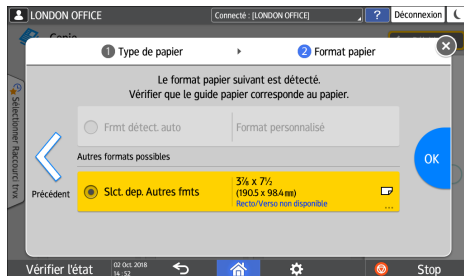 LONDON OFFICE
Connecté : [LONDON OFFICE]
?
Déconnexion
Copie
1 Type de papier
2 Format papier
Le format papier suivant est détecté.
Vérifier que le guide papier corresponde au papier.
Sélectionner Raccourci trvx
Frmt détect. auto
Format personnalisé
Autres formats possibles
Précédent
Slct. dep. Autres fmts
3⅞ x 7½
(190.5 x 98.4 mm)
Recto/Verso non disponible
...
OK
Vérifier l'état
02 Oct. 2018
14 : 52
Stop